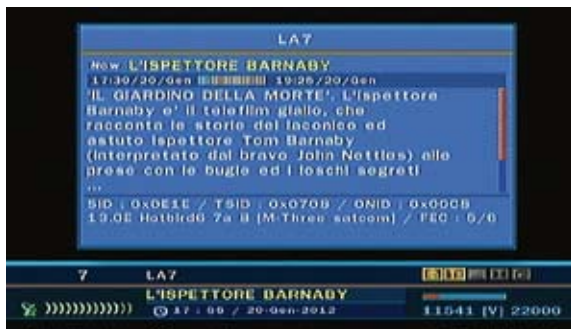 LA7
Now L'ISPETTORE BARNABY
17:30/20/Gen 19:25/20/Gen
'IL GIARDINO DELLA MORTE'. L'Ispettore
Barnaby e' il telefilm giallo, che
racconta le storie del laconico ed
astuto Ispettore Tom Barnaby
(interpretato dal bravo John Nettles) alle
prese con le bugie ed i loschi segreti
...
SID : 0x0E1E / TSID : 0x070B / ONID : 0x00CB
13.0E Hotbird6 7a 8 (M-Three satcom) / FEC : 5/6
7 LA7
L'ISPETTORE BARNABY
20-Gen-2012
11541 [V] 22000